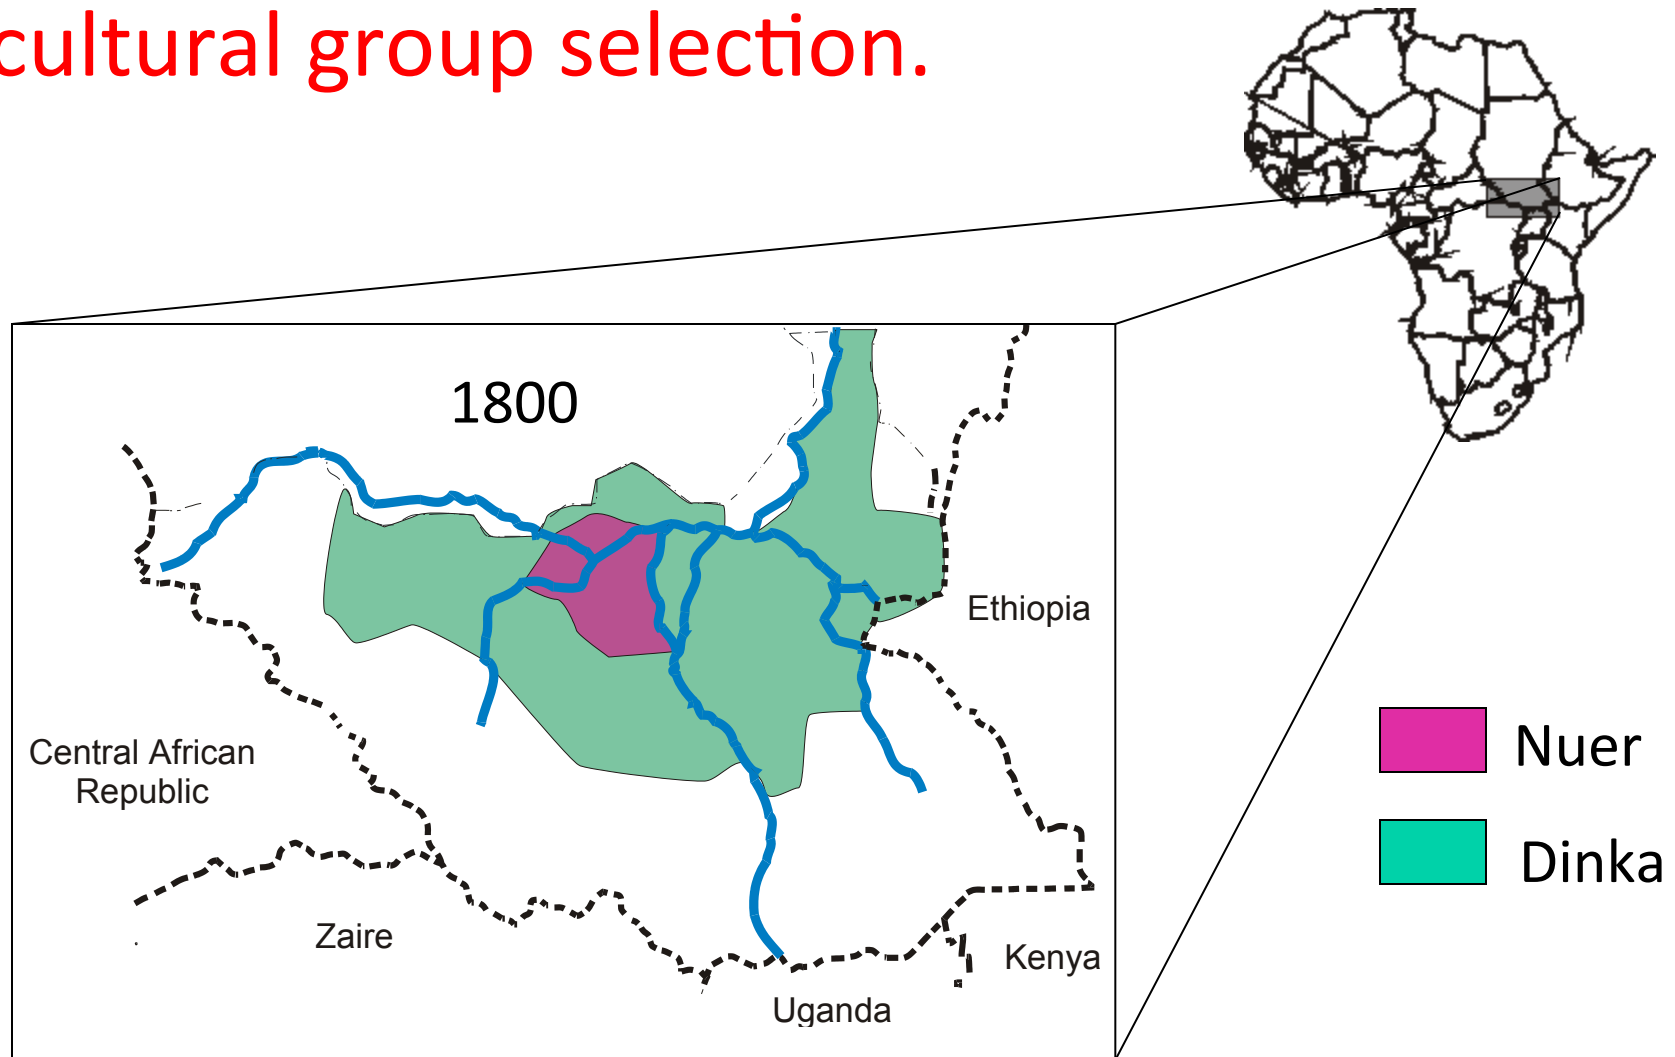 cultural group selection.
1800
Ethiopia
Nuer
Central African
Republic
Dinka
Zaire
Kenya
Uganda